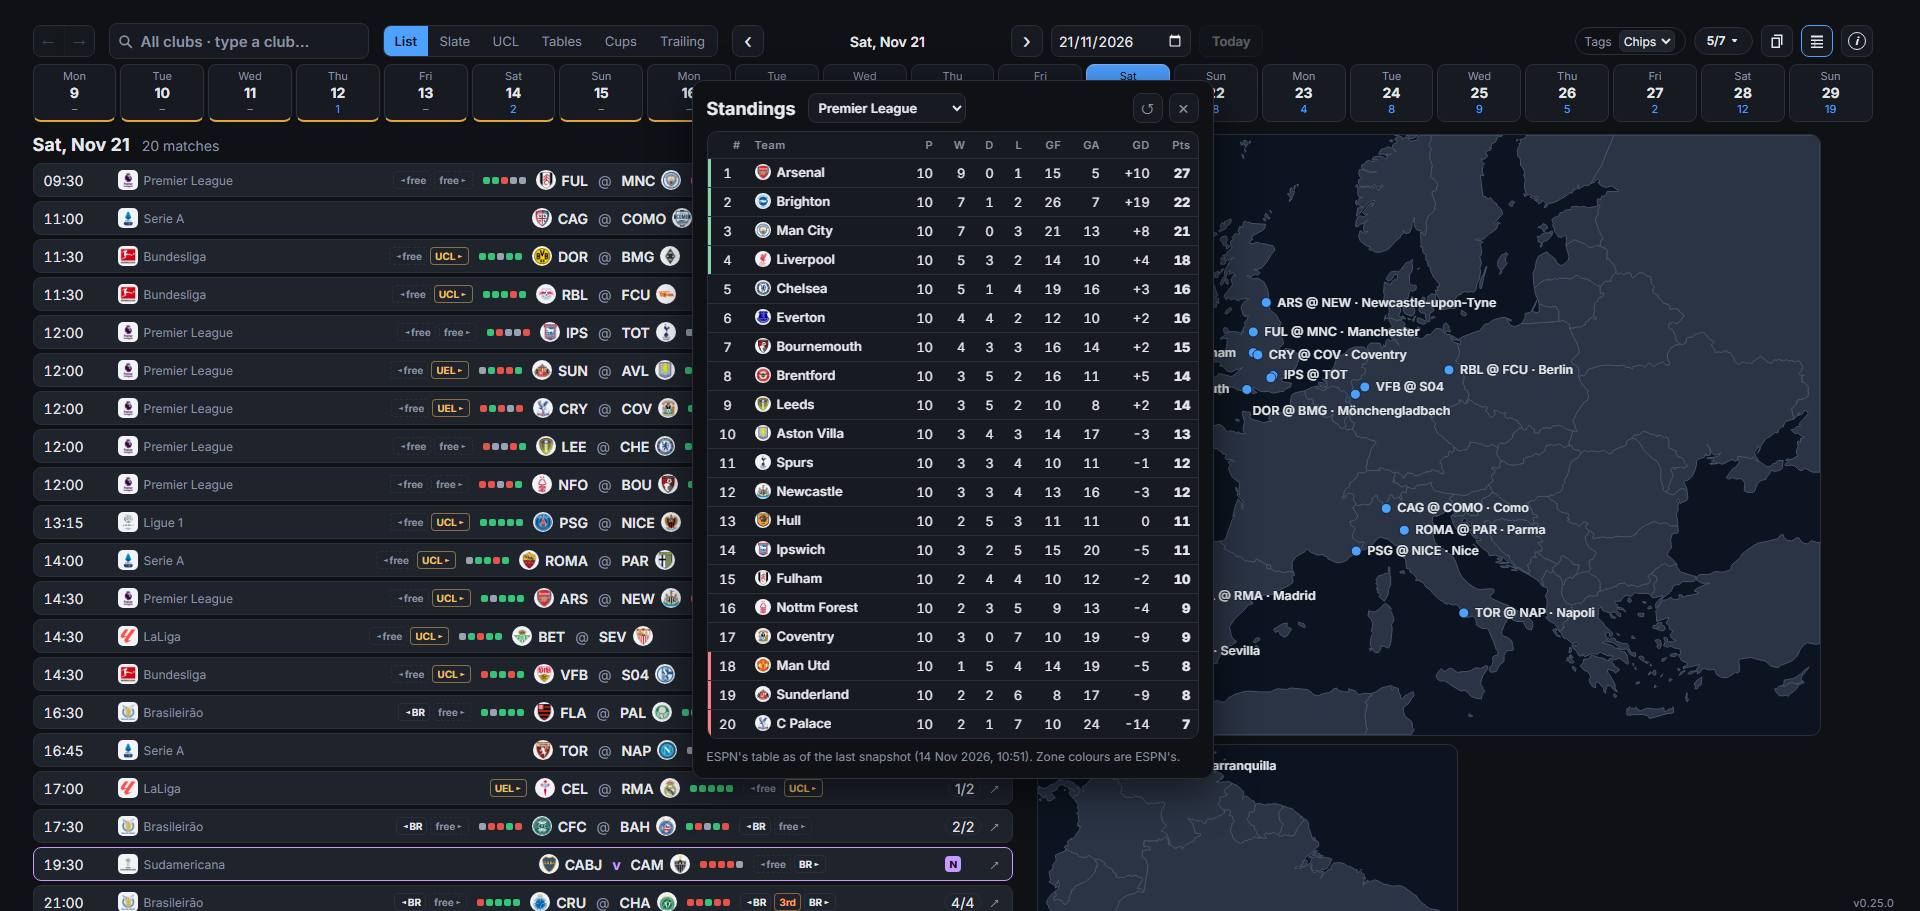 All clubs · type a club...
List Slate UCL Tables Cups Trailing
Sat, Nov 21
21/11/2026
Today
Tags Chips
5/7
Mon 9 –
Tue 10 –
Wed 11 –
Thu 12 1
Fri 13 –
Sat 14 2
Sun 15 –
Mon
Tue
Wed
Thu
Fri
Sat
Sun
Mon 23 4
Tue 24 8
Wed 25 9
Thu 26 5
Fri 27 2
Sat 28 12
Sun 29 19
Sat, Nov 21 20 matches
09:30 Premier League ◂free free▸ FUL @ MNC
11:00 Serie A CAG @ COMO
11:30 Bundesliga ◂free UCL▸ DOR @ BMG
11:30 Bundesliga ◂free UCL▸ RBL @ FCU
12:00 Premier League ◂free free▸ IPS @ TOT
12:00 Premier League ◂free UEL▸ SUN @ AVL
12:00 Premier League ◂free UEL▸ CRY @ COV
12:00 Premier League ◂free free▸ LEE @ CHE
12:00 Premier League ◂free free▸ NFO @ BOU
13:15 Ligue 1 ◂free UCL▸ PSG @ NICE
14:00 Serie A ◂free UCL▸ ROMA @ PAR
14:30 Premier League ◂free UCL▸ ARS @ NEW
14:30 LaLiga ◂free UCL▸ BET @ SEV
14:30 Bundesliga ◂free UCL▸ VFB @ S04
16:30 Brasileirão ◂BR free▸ FLA @ PAL
16:45 Serie A TOR @ NAP
17:00 LaLiga UEL▸ CEL @ RMA ◂free UCL▸ 1/2 ↗
17:30 Brasileirão ◂BR free▸ CFC @ BAH ◂BR free▸ 2/2 ↗
19:30 Sudamericana CABJ v CAM ◂free BR▸ N ↗
21:00 Brasileirão ◂BR free▸ CRU @ CHA ◂BR 3rd BR▸ 4/4 ↗
Standings Premier League
# Team P W D L GF GA GD Pts
1 Arsenal 10 9 0 1 15 5 +10 27
2 Brighton 10 7 1 2 26 7 +19 22
3 Man City 10 7 0 3 21 13 +8 21
4 Liverpool 10 5 3 2 14 10 +4 18
5 Chelsea 10 5 1 4 19 16 +3 16
6 Everton 10 4 4 2 12 10 +2 16
7 Bournemouth 10 4 3 3 16 14 +2 15
8 Brentford 10 3 5 2 16 11 +5 14
9 Leeds 10 3 5 2 10 8 +2 14
10 Aston Villa 10 3 4 3 14 17 -3 13
11 Spurs 10 3 3 4 10 11 -1 12
12 Newcastle 10 3 3 4 13 16 -3 12
13 Hull 10 2 5 3 11 11 0 11
14 Ipswich 10 3 2 5 15 20 -5 11
15 Fulham 10 2 4 4 10 12 -2 10
16 Nottm Forest 10 2 3 5 9 13 -4 9
17 Coventry 10 3 0 7 10 19 -9 9
18 Man Utd 10 1 5 4 14 19 -5 8
19 Sunderland 10 2 2 6 8 17 -9 8
20 C Palace 10 2 1 7 10 24 -14 7
ESPN's table as of the last snapshot (14 Nov 2026, 10:51). Zone colours are ESPN's.
ARS @ NEW · Newcastle-upon-Tyne
FUL @ MNC · Manchester
CRY @ COV · Coventry
IPS @ TOT
RBL @ FCU · Berlin
VFB @ S04
DOR @ BMG · Mönchengladbach
CAG @ COMO · Como
ROMA @ PAR · Parma
PSG @ NICE · Nice
@ RMA · Madrid
TOR @ NAP · Napoli
· Sevilla
arranquilla
v0.25.0